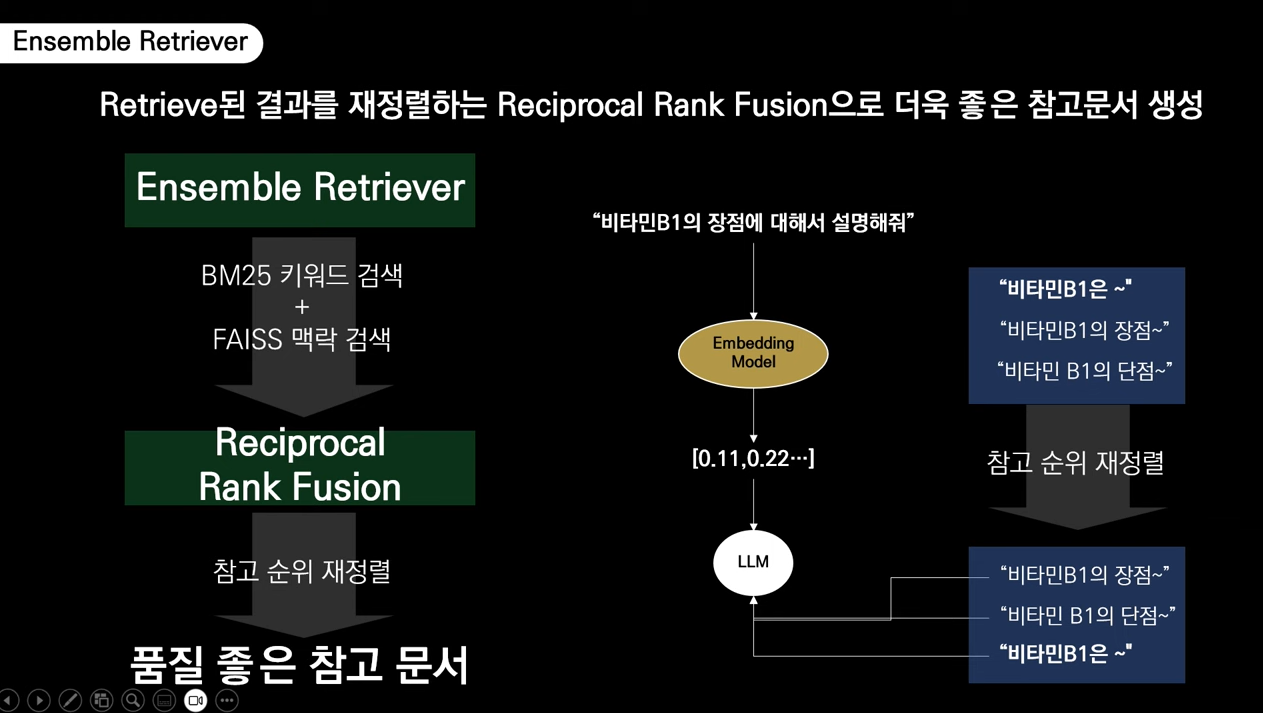 Ensemble Retriever
Retrieve된 결과를 재정렬하는 Reciprocal Rank Fusion으로 더욱 좋은 참고문서 생성
Ensemble Retriever
BM25 키워드 검색
+
FAISS 맥락 검색
Reciprocal
Rank Fusion
참고 순위 재정렬
품질 좋은 참고 문서
“비타민B1의 장점에 대해서 설명해줘”
Embedding
Model
[0.11,0.22…]
LLM
“비타민B1은 ~"
“비타민B1의 장점~”
“비타민 B1의 단점~”
참고 순위 재정렬
“비타민B1의 장점~”
“비타민 B1의 단점~”
“비타민B1은 ~"